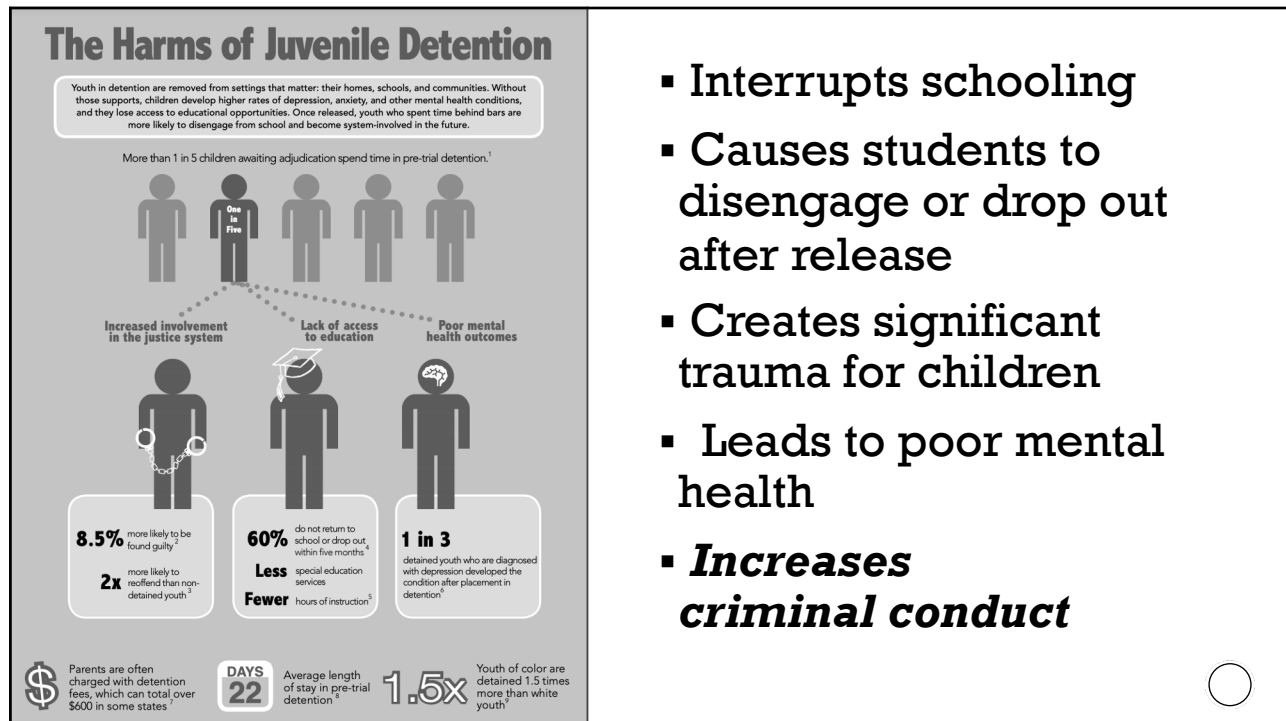 The Harms of Juvenile Detention
Youth in detention are removed from settings that matter: their homes, schools, and communities. Without
those supports, children develop higher rates of depression, anxiety, and other mental health conditions,
and they lose access to educational opportunities. Once released, youth who spent time behind bars are
more likely to disengage from school and become system-involved in the future.
More than 1 in 5 children awaiting adjudication spend time in pre-trial detention.1
One
in
Five
Increased involvement
in the justice system
Lack of access
to education
Poor mental
health outcomes
8.5% more likely to be
found guilty2
2x more likely to
reoffend than non-
detained youth3
60% do not return to
school or drop out
within five months4
Less special education
services
Fewer hours of instruction5
1 in 3
detained youth who are diagnosed
with depression developed the
condition after placement in
detention6
$ Parents are often
charged with detention
fees, which can total over
$600 in some states7
DAYS
22
Average length
of stay in pre-trial
detention8
1.5x
Youth of color are
detained 1.5 times
more than white
youth9
▪ Interrupts schooling
▪ Causes students to
disengage or drop out
after release
▪ Creates significant
trauma for children
▪ Leads to poor mental
health
▪ Increases
criminal conduct